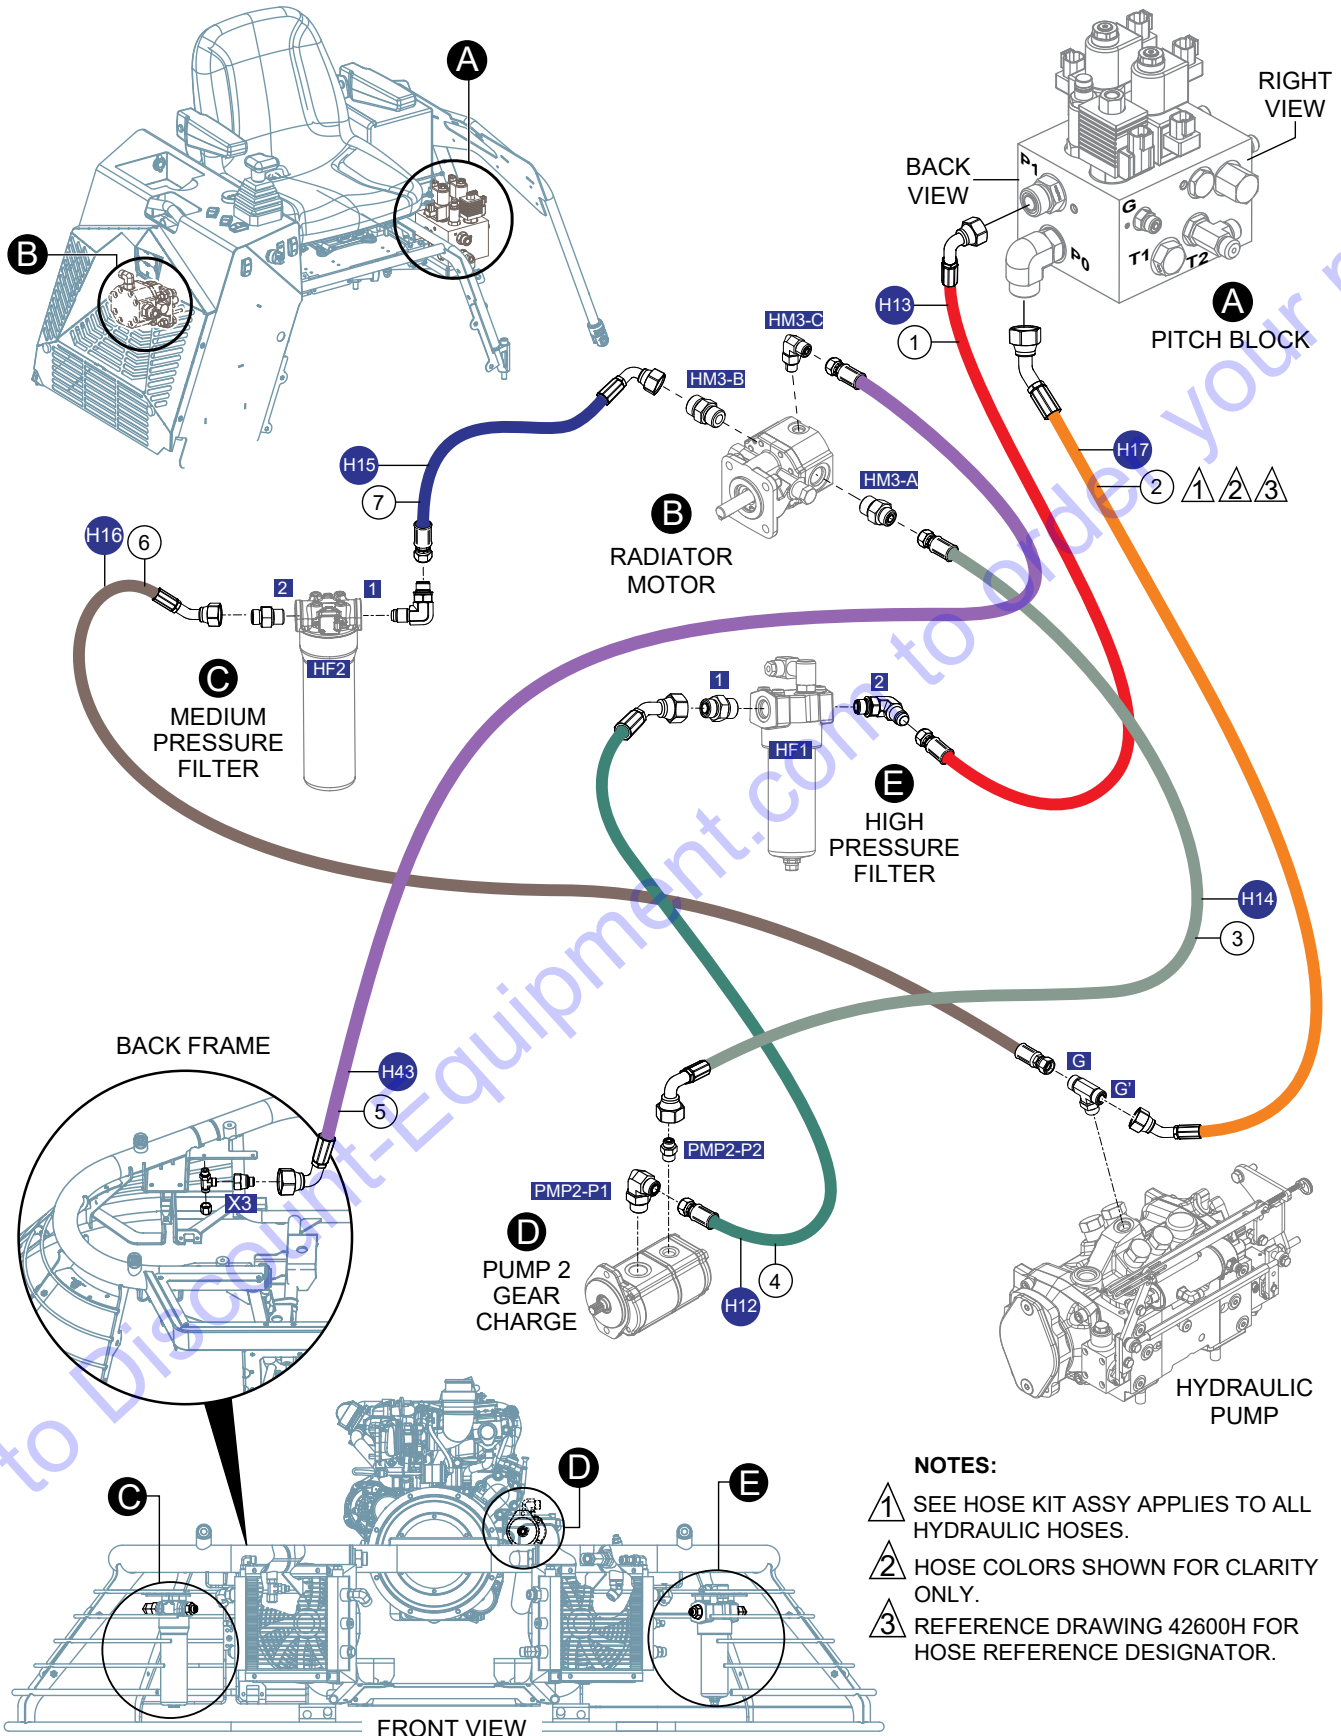 A
B
RIGHT
VIEW
BACK
VIEW
P1
P0
G
T1
T2
A
PITCH BLOCK
H13
1
HM3-C
HM3-B
HM3-A
H17
2 1 2 3
H15
7
B
RADIATOR
MOTOR
H16
6
2
1
HF2
C
MEDIUM
PRESSURE
FILTER
1
2
HF1
E
HIGH
PRESSURE
FILTER
H14
3
BACK FRAME
H43
5
X3
G
G'
PMP2-P2
PMP2-P1
D
PUMP 2
GEAR
CHARGE
4
H12
HYDRAULIC
PUMP
C
D
E
FRONT VIEW
NOTES:
1 SEE HOSE KIT ASSY APPLIES TO ALL
HYDRAULIC HOSES.
2 HOSE COLORS SHOWN FOR CLARITY
ONLY.
3 REFERENCE DRAWING 42600H FOR
HOSE REFERENCE DESIGNATOR.
to Discount-Equipment.com to order your